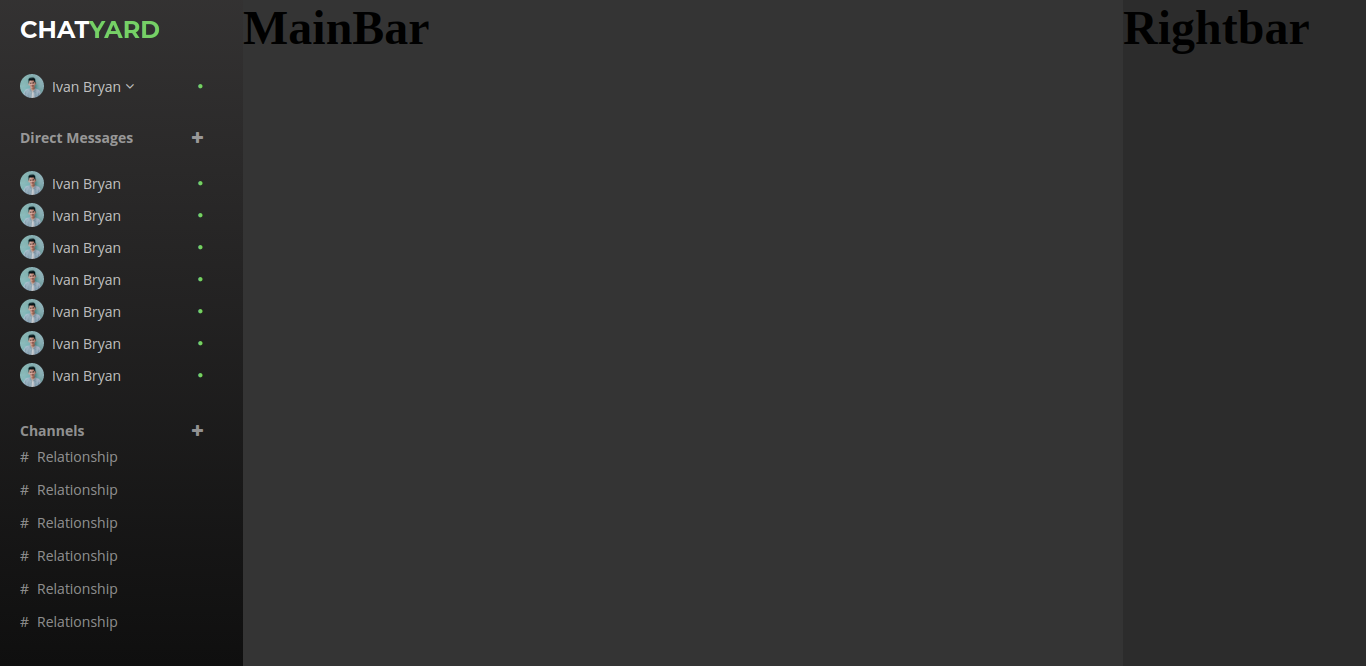 CHATYARD
Ivan Bryan
Direct Messages +
Ivan Bryan
Ivan Bryan
Ivan Bryan
Ivan Bryan
Ivan Bryan
Ivan Bryan
Ivan Bryan
Channels +
# Relationship
# Relationship
# Relationship
# Relationship
# Relationship
# Relationship
MainBar
Rightbar